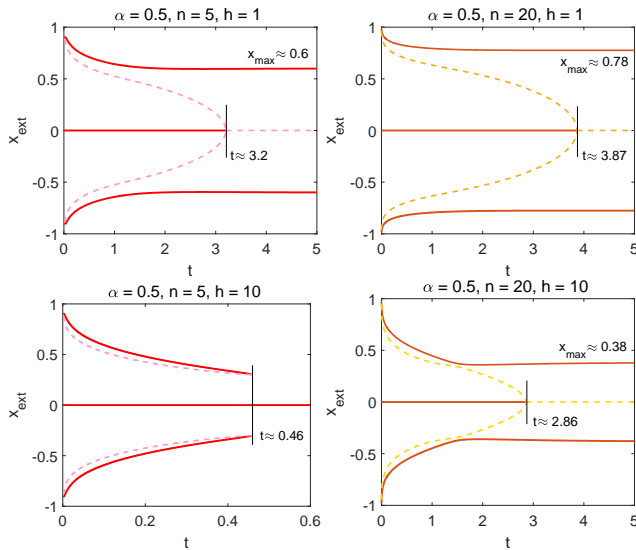 α = 0.5, n = 5, h = 1
x_max ≈ 0.6
1
0.5
0
-0.5
-1
x_ext
t ≈ 3.2
0 1 2 3 4 5
t
α = 0.5, n = 20, h = 1
x_max ≈ 0.78
1
0.5
0
-0.5
-1
x_ext
t ≈ 3.87
0 1 2 3 4 5
t
α = 0.5, n = 5, h = 10
1
0.5
0
-0.5
-1
x_ext
t ≈ 0.46
0 0.2 0.4 0.6
t
α = 0.5, n = 20, h = 10
x_max ≈ 0.38
1
0.5
0
-0.5
-1
x_ext
t ≈ 2.86
0 1 2 3 4 5
t